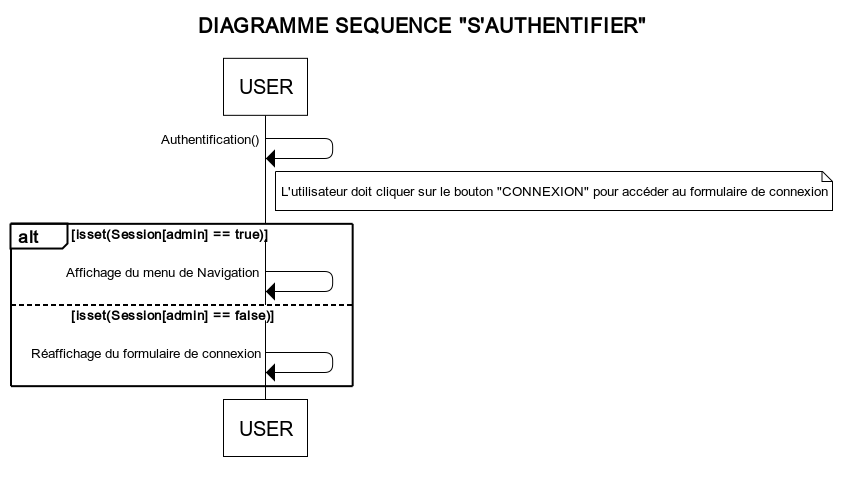 DIAGRAMME SEQUENCE "S'AUTHENTIFIER"
USER
Authentification()
L'utilisateur doit cliquer sur le bouton "CONNEXION" pour accéder au formulaire de connexion
alt
[isset(Session[admin] == true)]
Affichage du menu de Navigation
[isset(Session[admin] == false)]
Réaffichage du formulaire de connexion
USER